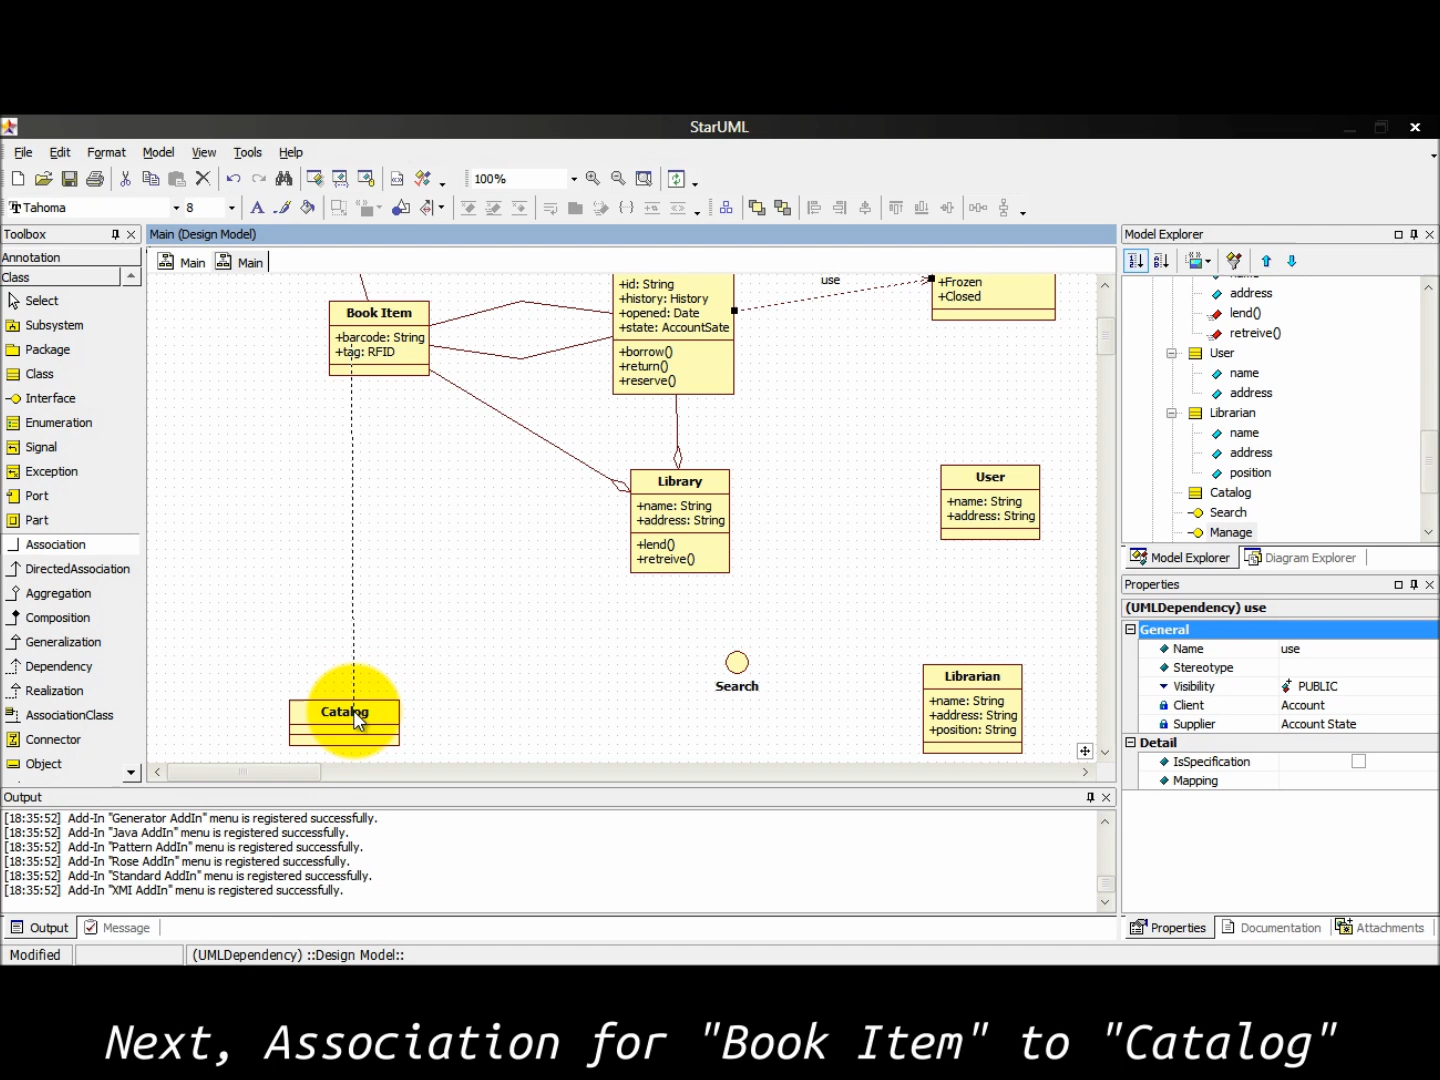 StarUML
File Edit Format Model View Tools Help
100%
Tahoma 8
Toolbox
Annotation
Class
Select
Subsystem
Package
Class
Interface
Enumeration
Signal
Exception
Port
Part
Association
DirectedAssociation
Aggregation
Composition
Generalization
Dependency
Realization
AssociationClass
Connector
Object
Main (Design Model)
Main Main
Book Item
+barcode: String
+tag: RFID
+id: String
+history: History
+opened: Date
+state: AccountSate
+borrow()
+return()
+reserve()
use
+Frozen
+Closed
Library
+name: String
+address: String
+lend()
+retreive()
User
+name: String
+address: String
Search
Librarian
+name: String
+address: String
+position: String
Catalog
Model Explorer
address
lend()
retreive()
User
name
address
Librarian
name
address
position
Catalog
Search
Manage
Model Explorer Diagram Explorer
Properties
(UMLDependency) use
General
Name use
Stereotype
Visibility PUBLIC
Client Account
Supplier Account State
Detail
IsSpecification
Mapping
Properties Documentation Attachments
Output
[18:35:52] Add-In "Generator AddIn" menu is registered successfully.
[18:35:52] Add-In "Java AddIn" menu is registered successfully.
[18:35:52] Add-In "Pattern AddIn" menu is registered successfully.
[18:35:52] Add-In "Rose AddIn" menu is registered successfully.
[18:35:52] Add-In "Standard AddIn" menu is registered successfully.
[18:35:52] Add-In "XMI AddIn" menu is registered successfully.
Output Message
Modified (UMLDependency) ::Design Model::
Next, Association for "Book Item" to "Catalog"